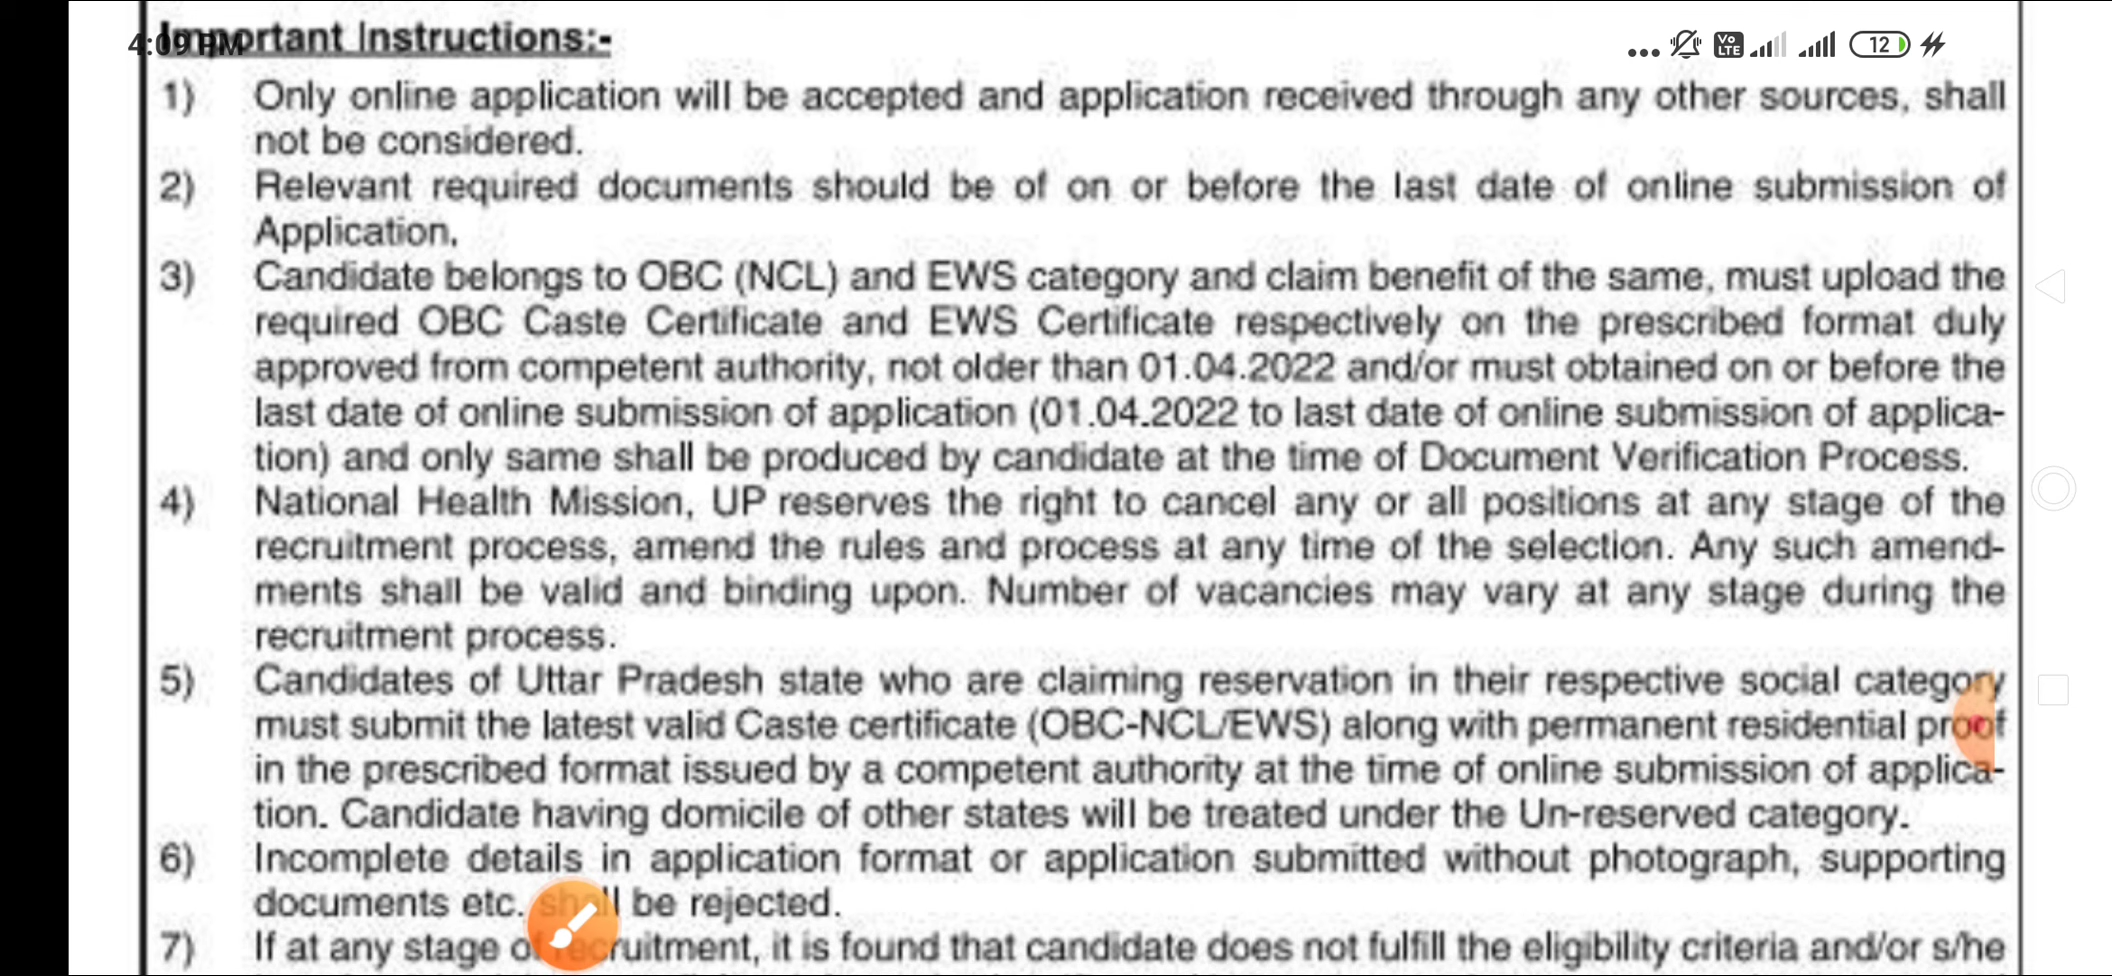 Important Instructions:-
4:09 PM
... Vo LTE 12
1) Only online application will be accepted and application received through any other sources, shall
not be considered.
2) Relevant required documents should be of on or before the last date of online submission of
Application.
3) Candidate belongs to OBC (NCL) and EWS category and claim benefit of the same, must upload the
required OBC Caste Certificate and EWS Certificate respectively on the prescribed format duly
approved from competent authority, not older than 01.04.2022 and/or must obtained on or before the
last date of online submission of application (01.04.2022 to last date of online submission of applica-
tion) and only same shall be produced by candidate at the time of Document Verification Process.
4) National Health Mission, UP reserves the right to cancel any or all positions at any stage of the
recruitment process, amend the rules and process at any time of the selection. Any such amend-
ments shall be valid and binding upon. Number of vacancies may vary at any stage during the
recruitment process.
5) Candidates of Uttar Pradesh state who are claiming reservation in their respective social category
must submit the latest valid Caste certificate (OBC-NCL/EWS) along with permanent residential proof
in the prescribed format issued by a competent authority at the time of online submission of applica-
tion. Candidate having domicile of other states will be treated under the Un-reserved category.
6) Incomplete details in application format or application submitted without photograph, supporting
documents etc. shall be rejected.
7) If at any stage of recruitment, it is found that candidate does not fulfill the eligibility criteria and/or s/he